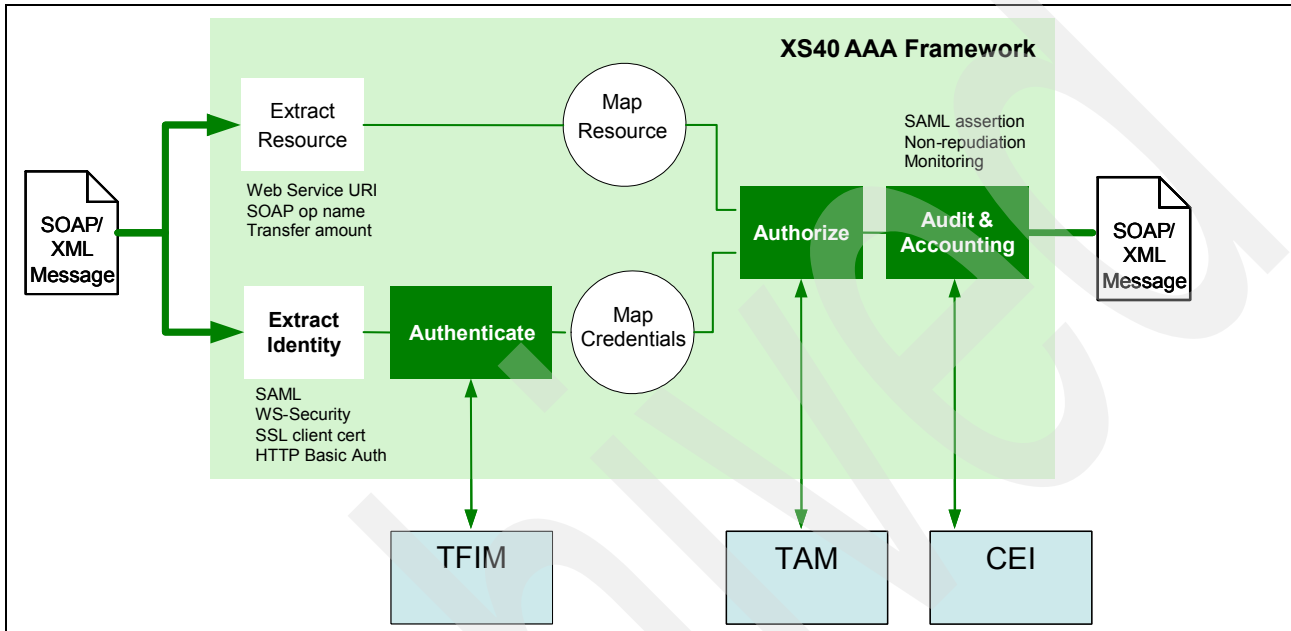 XS40 AAA Framework
Extract
Resource
Map
Resource
SAML assertion
Non-repudiation
Monitoring
Web Service URI
SOAP op name
Transfer amount
SOAP/
XML
Message
Authorize
Audit &
Accounting
SOAP/
XML
Message
Extract
Identity
Authenticate
Map
Credentials
SAML
WS-Security
SSL client cert
HTTP Basic Auth
TFIM
TAM
CEI